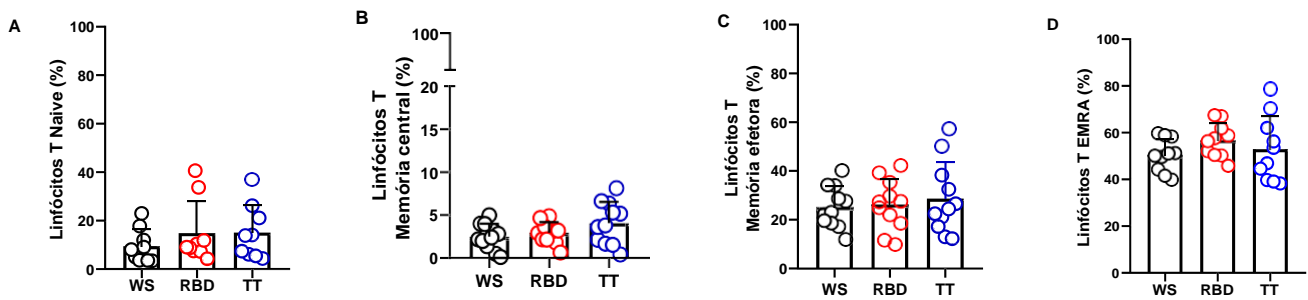 A
Linfócitos T Naive (%)
100
80
60
40
20
0
WS RBD TT
B
Linfócitos T
Memória central (%)
100
20
15
10
5
0
WS RBD TT
C
Linfócitos T
Memória efetora (%)
100
80
60
40
20
0
WS RBD TT
D
Linfócitos T EMRA (%)
100
80
60
40
20
0
WS RBD TT